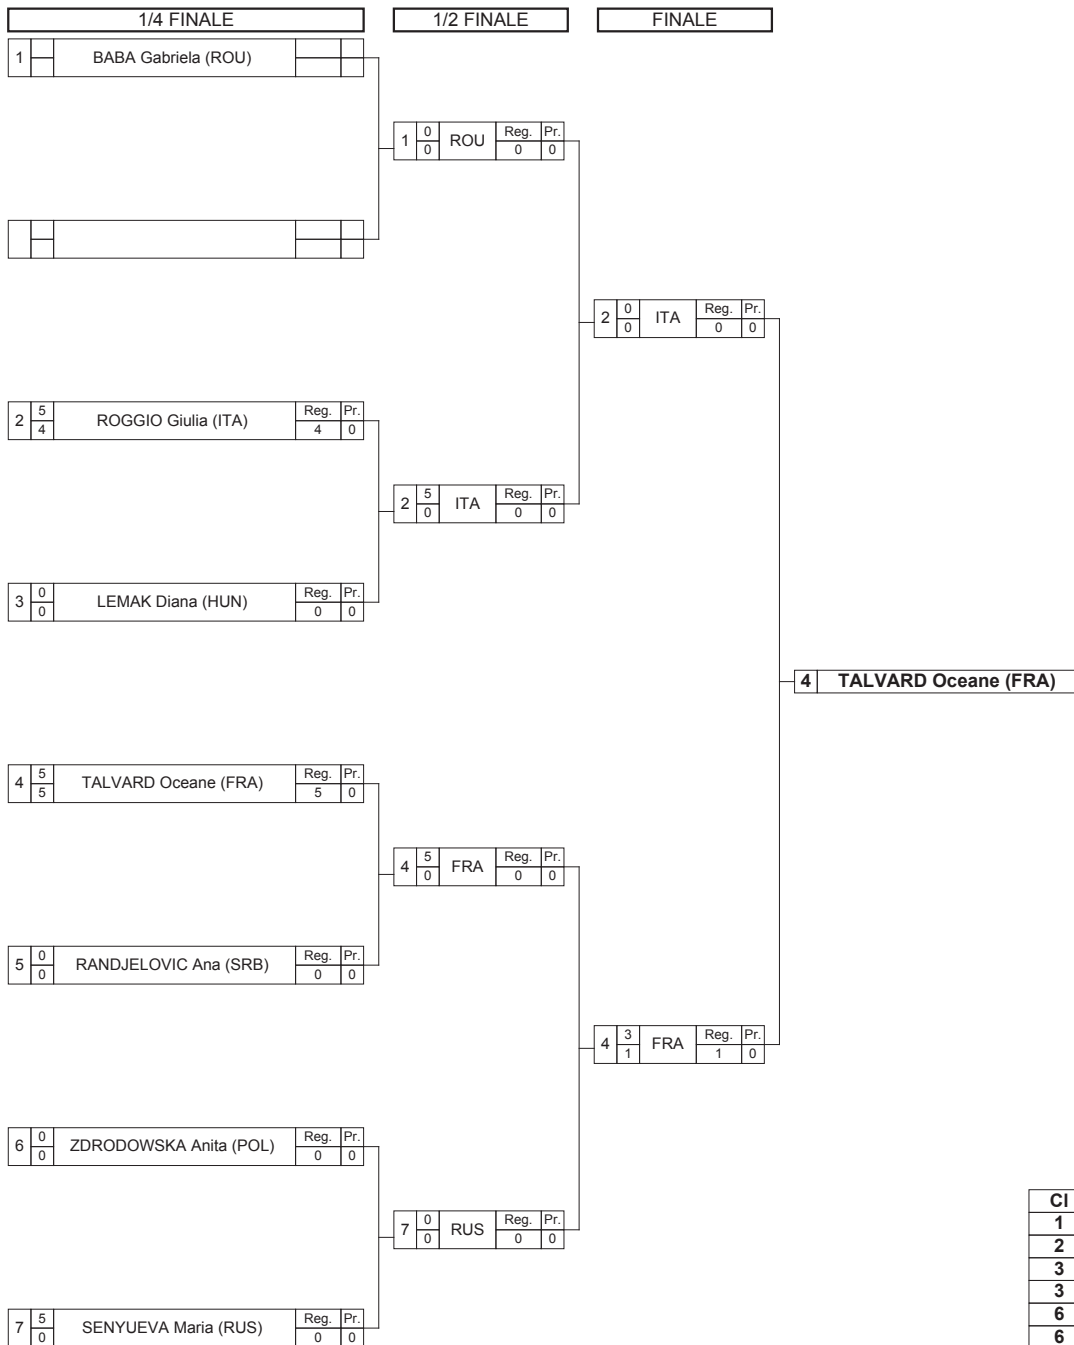 1/4 FINALE 1/2 FINALE FINALE
1 BABA Gabriela (ROU)
1 0 0 ROU Reg. Pr. 0 0
2 0 0 ITA Reg. Pr. 0 0
2 5 4 ROGGIO Giulia (ITA) Reg. Pr. 4 0
2 5 0 ITA Reg. Pr. 0 0
3 0 0 LEMAK Diana (HUN) Reg. Pr. 0 0
4 TALVARD Oceane (FRA)
4 5 5 TALVARD Oceane (FRA) Reg. Pr. 5 0
4 5 0 FRA Reg. Pr. 0 0
5 0 0 RANDJELOVIC Ana (SRB) Reg. Pr. 0 0
4 3 1 FRA Reg. Pr. 1 0
6 0 0 ZDRODOWSKA Anita (POL) Reg. Pr. 0 0
7 0 0 RUS Reg. Pr. 0 0
7 5 0 SENYUEVA Maria (RUS) Reg. Pr. 0 0
Cl
1
2
3
3
6
6